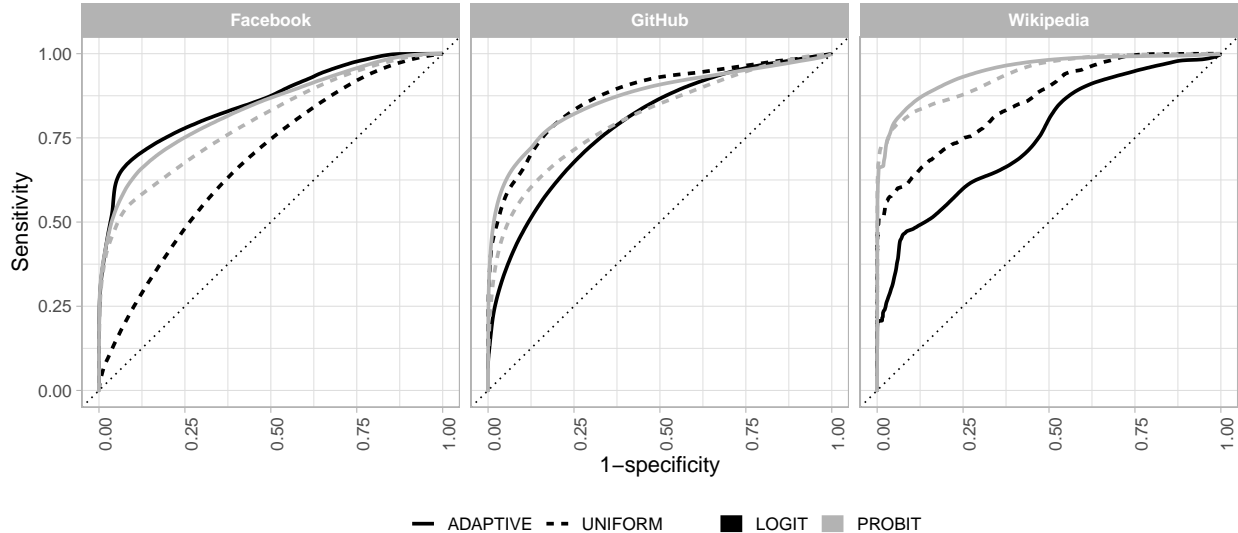 Facebook GitHub Wikipedia
1.00
0.75
0.50
0.25
0.00
Sensitivity
0.00 0.25 0.50 0.75 1.00 0.00 0.25 0.50 0.75 1.00 0.00 0.25 0.50 0.75 1.00
1−specificity
ADAPTIVE UNIFORM LOGIT PROBIT